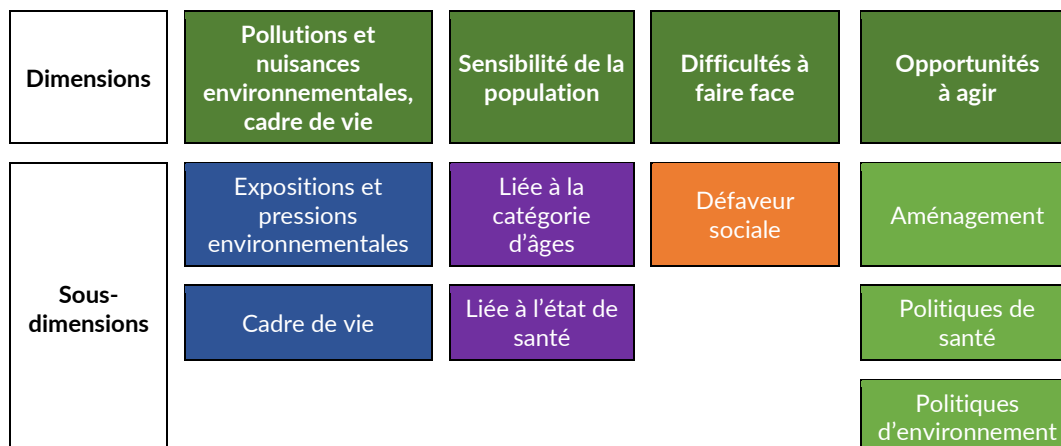 Dimensions
Pollutions et
nuisances
environnementales,
cadre de vie
Sensibilité de la
population
Difficultés à
faire face
Opportunités
à agir
Sous-
dimensions
Expositions et
pressions
environnementales
Liée à la
catégorie
d’âges
Défaveur
sociale
Aménagement
Cadre de vie
Liée à l’état de
santé
Politiques de
santé
Politiques
d’environnement